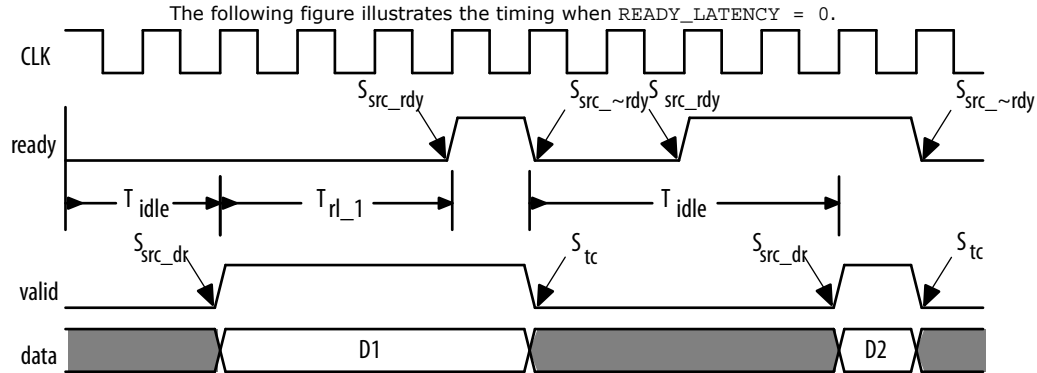 The following figure illustrates the timing when READY_LATENCY = 0.
CLK
S src_rdy S src_~rdy S src_rdy S src_~rdy
ready
T idle T rl_1 T idle
S src_dr S tc S src_dr S tc
valid
data D1 D2